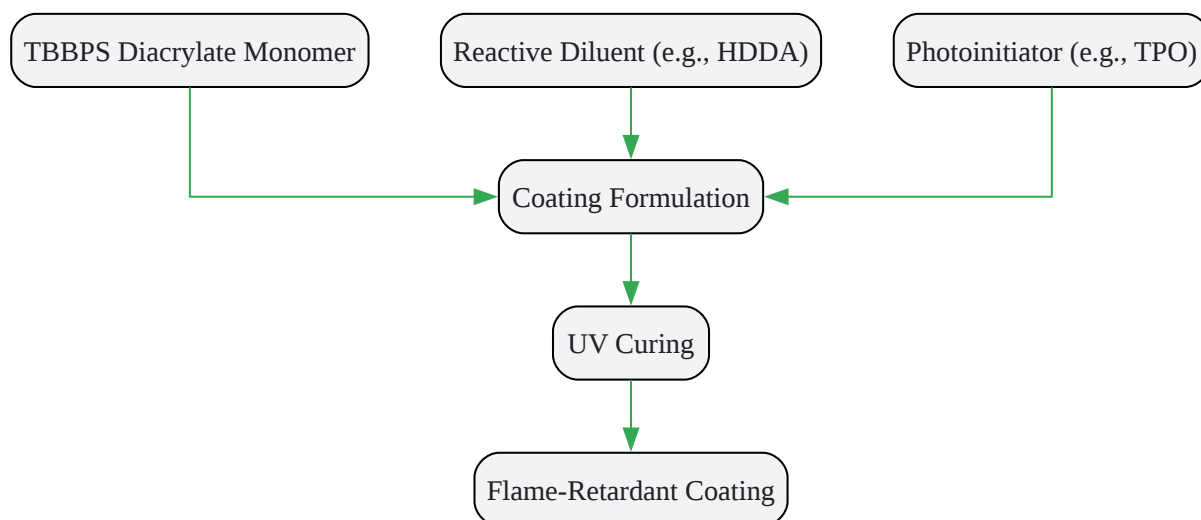 TBBPS Diacrylate Monomer
Reactive Diluent (e.g., HDDA)
Photoinitiator (e.g., TPO)
Coating Formulation
UV Curing
Flame-Retardant Coating